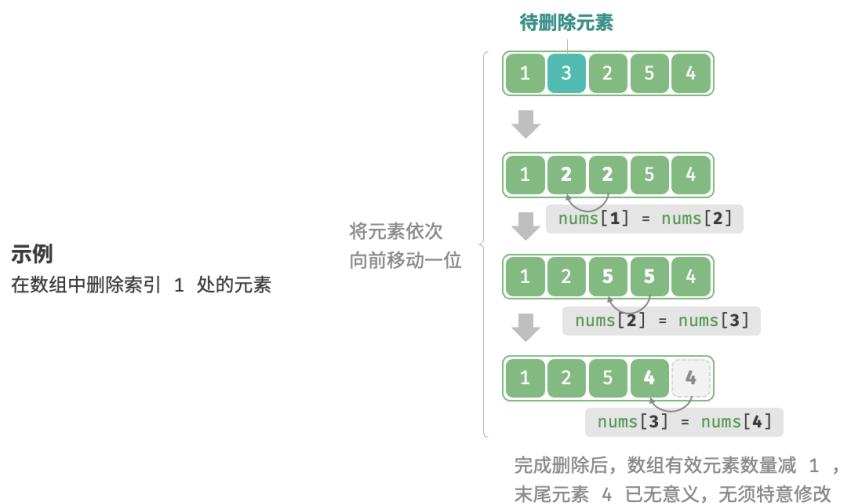 待删除元素
1 3 2 5 4
1 2 2 5 4
nums[1] = nums[2]
将元素依次
向前移动一位
示例
在数组中删除索引 1 处的元素
1 2 5 5 4
nums[2] = nums[3]
1 2 5 4 4
nums[3] = nums[4]
完成删除后，数组有效元素数量减 1 ，
末尾元素 4 已无意义，无须特意修改